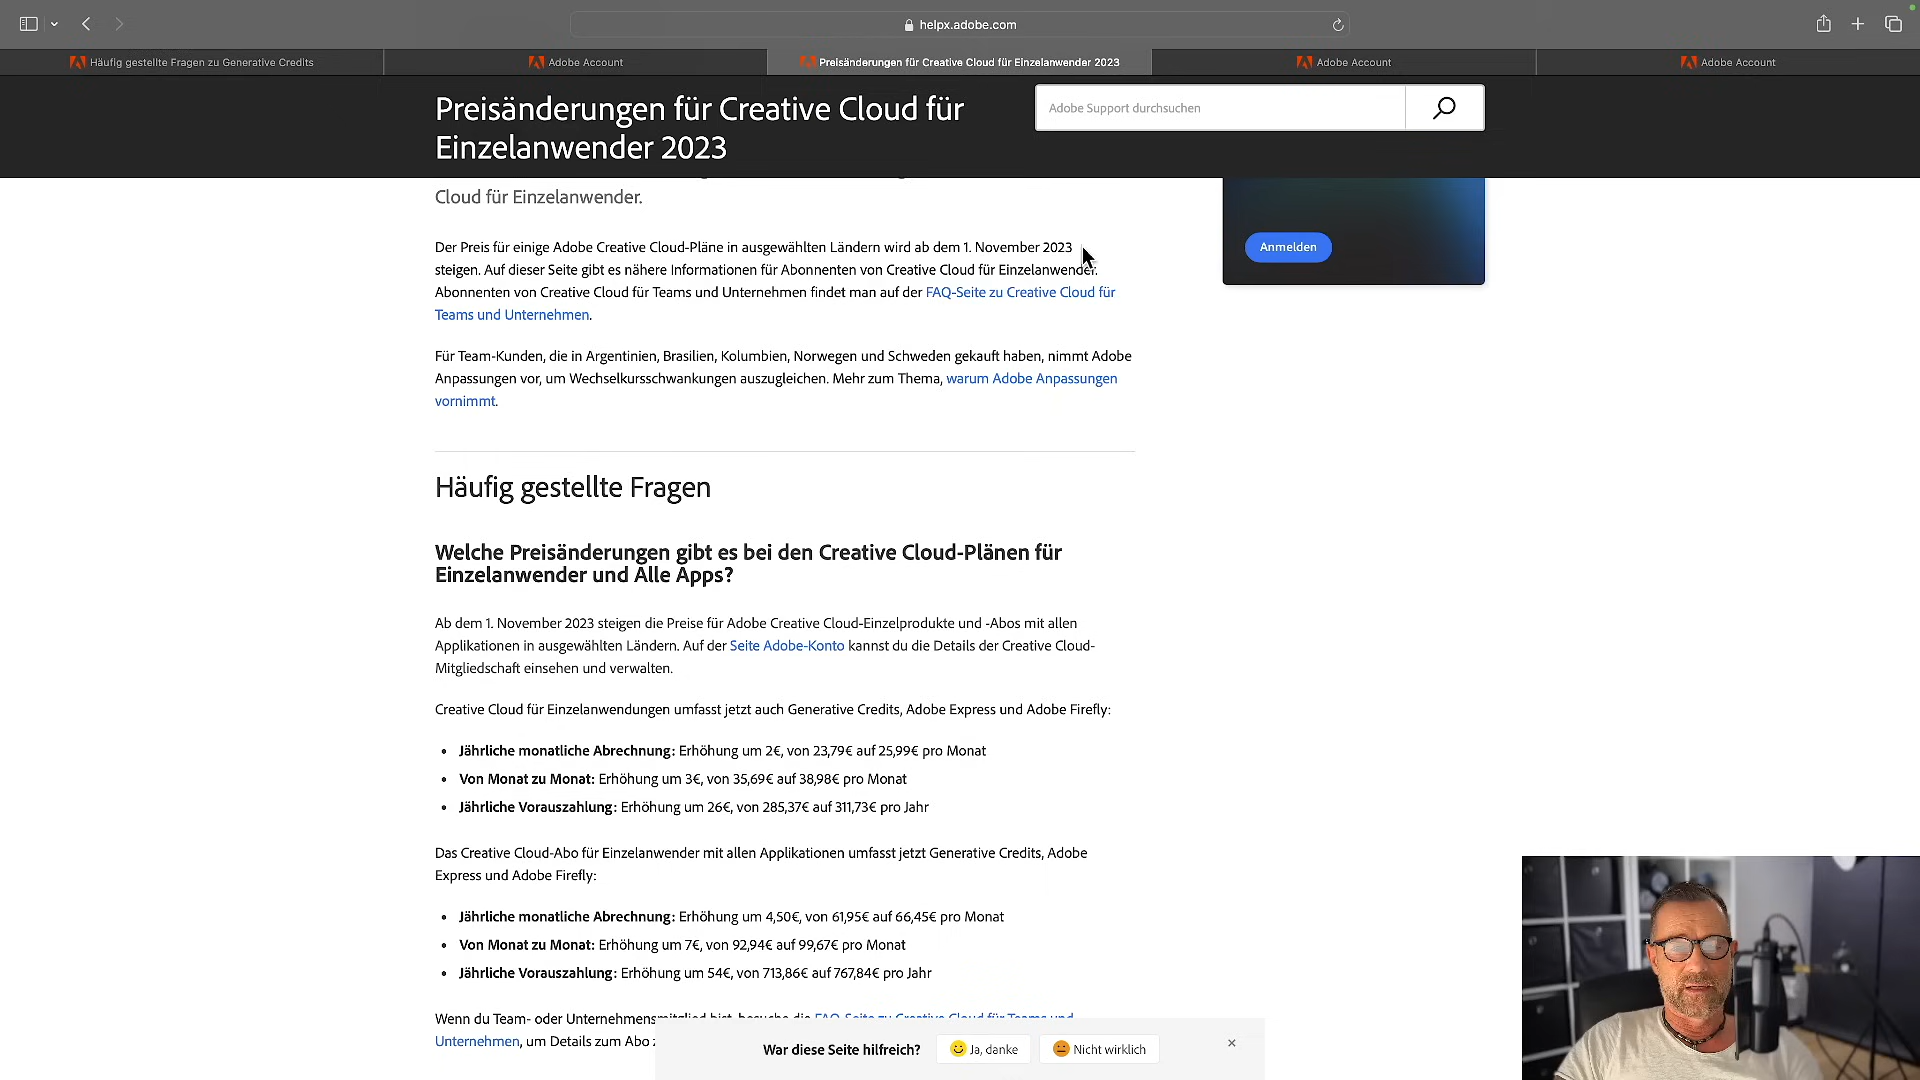 helpx.adobe.com
Häufig gestellte Fragen zu Generative Credits
Adobe Account
Preisänderungen für Creative Cloud für Einzelanwender 2023
Adobe Account
Adobe Account
Preisänderungen für Creative Cloud für
Einzelanwender 2023
Adobe Support durchsuchen
Cloud für Einzelanwender.
Anmelden
Der Preis für einige Adobe Creative Cloud-Pläne in ausgewählten Ländern wird ab dem 1. November 2023
steigen. Auf dieser Seite gibt es nähere Informationen für Abonnenten von Creative Cloud für Einzelanwender.
Abonnenten von Creative Cloud für Teams und Unternehmen findet man auf der FAQ-Seite zu Creative Cloud für
Teams und Unternehmen.
Für Team-Kunden, die in Argentinien, Brasilien, Kolumbien, Norwegen und Schweden gekauft haben, nimmt Adobe
Anpassungen vor, um Wechselkursschwankungen auszugleichen. Mehr zum Thema, warum Adobe Anpassungen
vornimmt.
Häufig gestellte Fragen
Welche Preisänderungen gibt es bei den Creative Cloud-Plänen für
Einzelanwender und Alle Apps?
Ab dem 1. November 2023 steigen die Preise für Adobe Creative Cloud-Einzelprodukte und -Abos mit allen
Applikationen in ausgewählten Ländern. Auf der Seite Adobe-Konto kannst du die Details der Creative Cloud-
Mitgliedschaft einsehen und verwalten.
Creative Cloud für Einzelanwendungen umfasst jetzt auch Generative Credits, Adobe Express und Adobe Firefly:
• Jährliche monatliche Abrechnung: Erhöhung um 2€, von 23,79€ auf 25,99€ pro Monat
• Von Monat zu Monat: Erhöhung um 3€, von 35,69€ auf 38,98€ pro Monat
• Jährliche Vorauszahlung: Erhöhung um 26€, von 285,37€ auf 311,73€ pro Jahr
Das Creative Cloud-Abo für Einzelanwender mit allen Applikationen umfasst jetzt Generative Credits, Adobe
Express und Adobe Firefly:
• Jährliche monatliche Abrechnung: Erhöhung um 4,50€, von 61,95€ auf 66,45€ pro Monat
• Von Monat zu Monat: Erhöhung um 7€, von 92,94€ auf 99,67€ pro Monat
• Jährliche Vorauszahlung: Erhöhung um 54€, von 713,86€ auf 767,84€ pro Jahr
Wenn du Team- oder Unternehmensmitglied bist, besuche die FAQ-Seite zu Creative Cloud für Teams und
Unternehmen, um Details zum Abo
War diese Seite hilfreich? Ja, danke Nicht wirklich